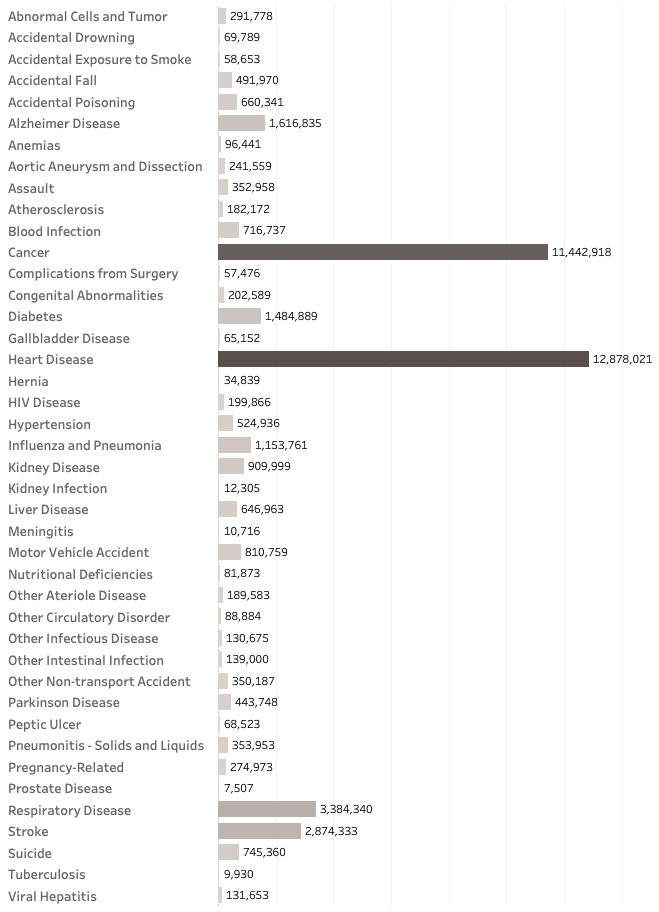 Abnormal Cells and Tumor 291,778
Accidental Drowning 69,789
Accidental Exposure to Smoke 58,653
Accidental Fall 491,970
Accidental Poisoning 660,341
Alzheimer Disease 1,616,835
Anemias 96,441
Aortic Aneurysm and Dissection 241,559
Assault 352,958
Atherosclerosis 182,172
Blood Infection 716,737
Cancer 11,442,918
Complications from Surgery 57,476
Congenital Abnormalities 202,589
Diabetes 1,484,889
Gallbladder Disease 65,152
Heart Disease 12,878,021
Hernia 34,839
HIV Disease 199,866
Hypertension 524,936
Influenza and Pneumonia 1,153,761
Kidney Disease 909,999
Kidney Infection 12,305
Liver Disease 646,963
Meningitis 10,716
Motor Vehicle Accident 810,759
Nutritional Deficiencies 81,873
Other Ateriole Disease 189,583
Other Circulatory Disorder 88,884
Other Infectious Disease 130,675
Other Intestinal Infection 139,000
Other Non-transport Accident 350,187
Parkinson Disease 443,748
Peptic Ulcer 68,523
Pneumonitis - Solids and Liquids 353,953
Pregnancy-Related 274,973
Prostate Disease 7,507
Respiratory Disease 3,384,340
Stroke 2,874,333
Suicide 745,360
Tuberculosis 9,930
Viral Hepatitis 131,653